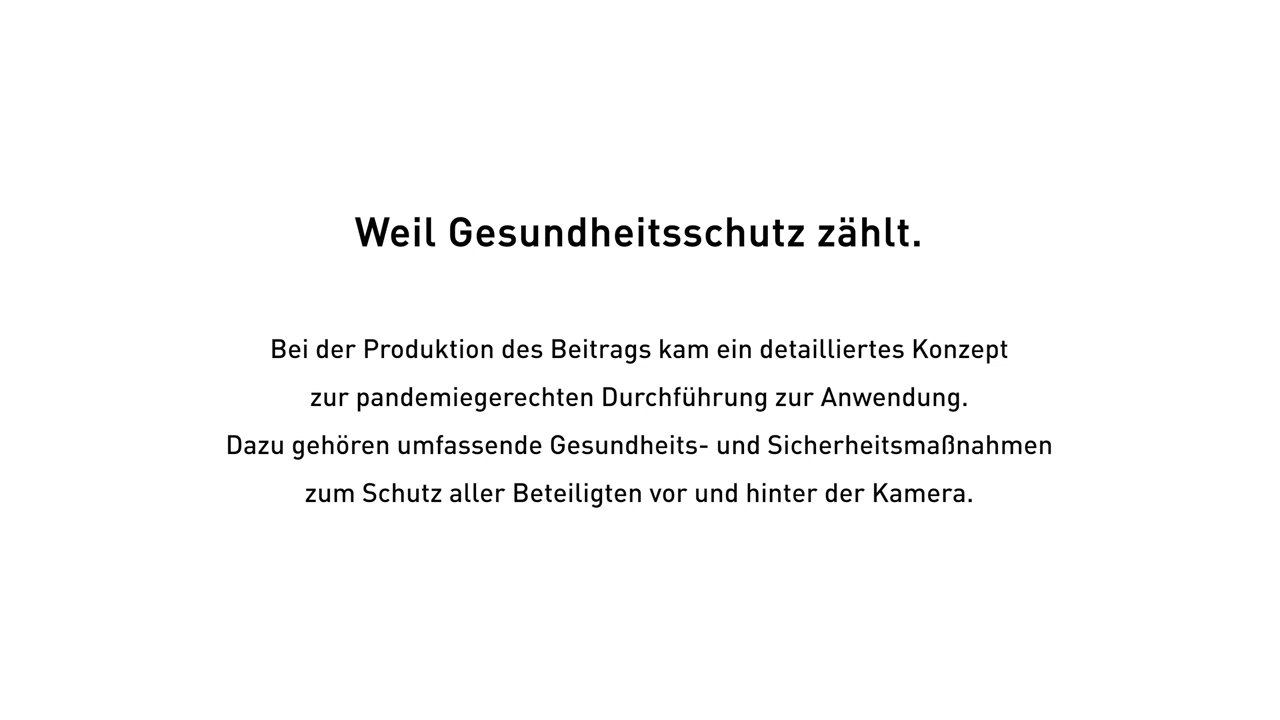 Weil Gesundheitsschutz zählt.
Bei der Produktion des Beitrags kam ein detailliertes Konzept
zur pandemiegerechten Durchführung zur Anwendung.
Dazu gehören umfassende Gesundheits- und Sicherheitsmaßnahmen
zum Schutz aller Beteiligten vor und hinter der Kamera.